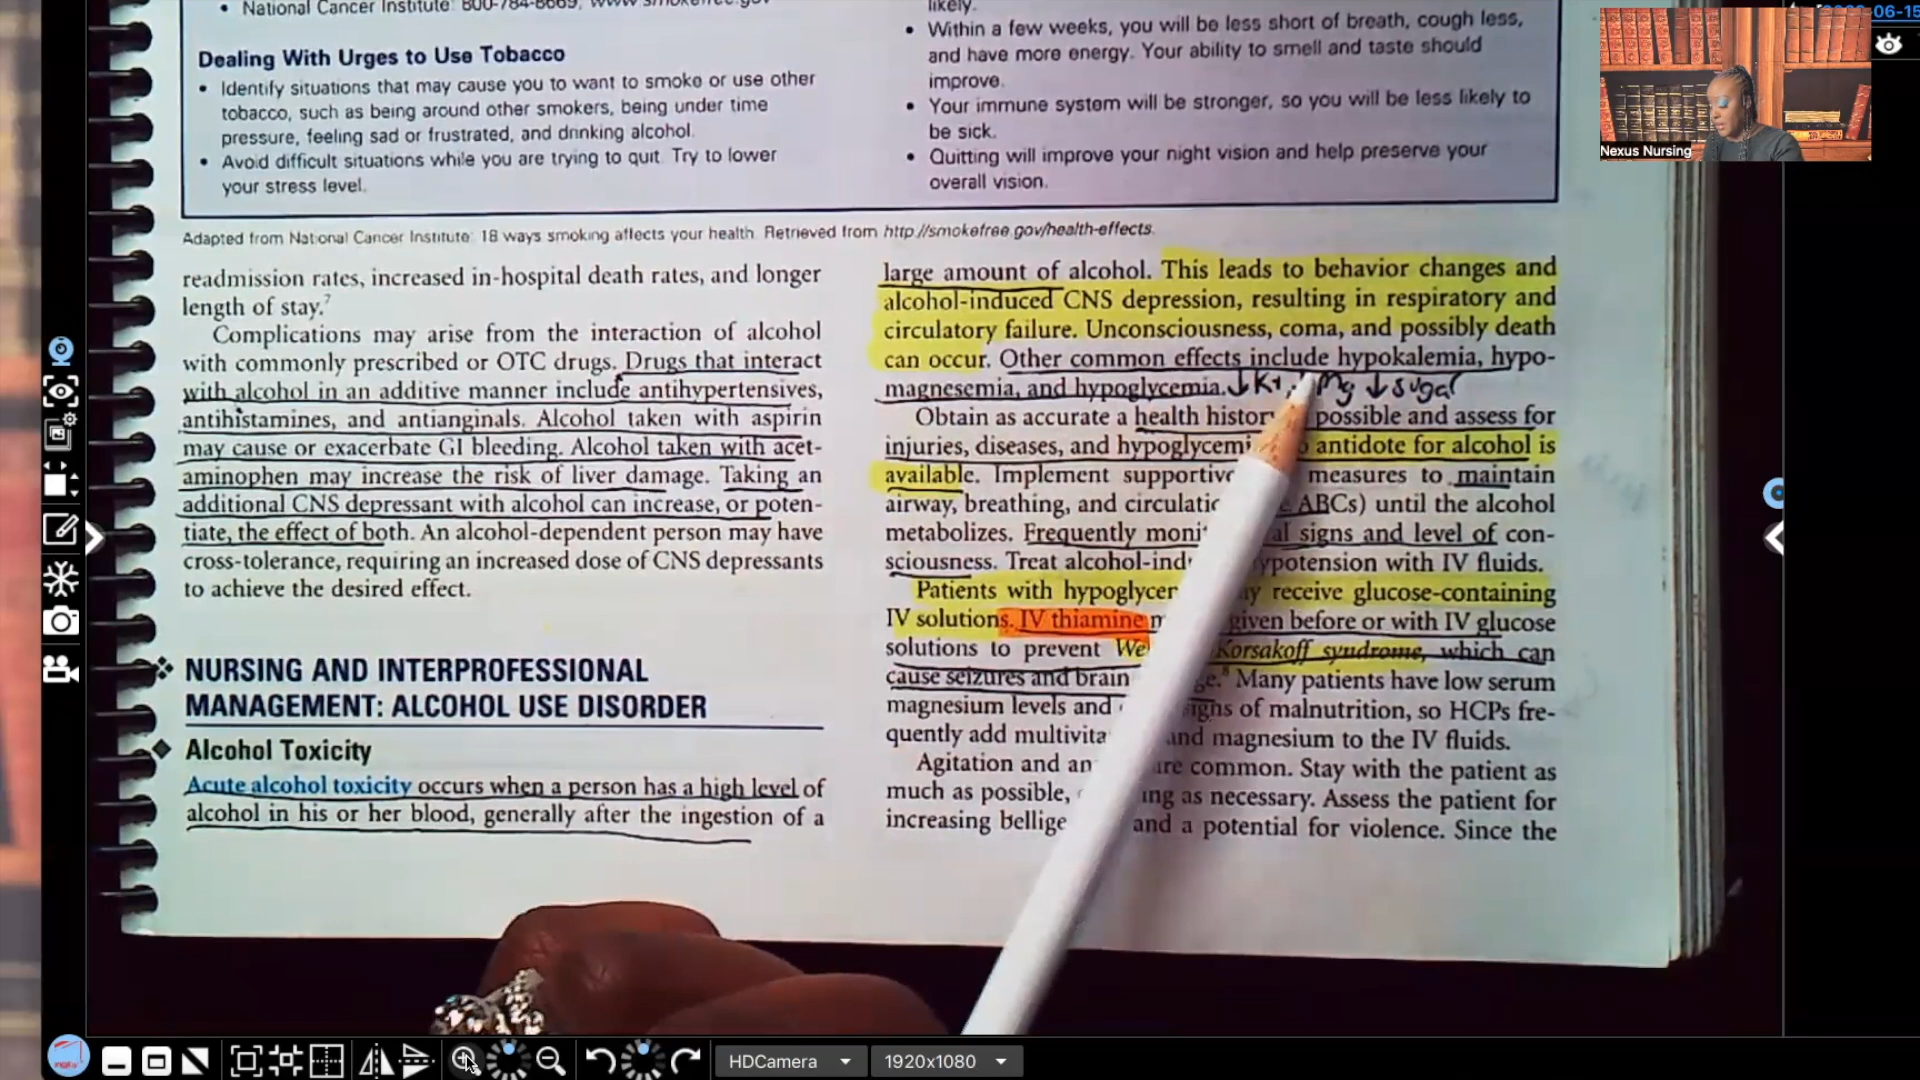 National Cancer Institute: 800-784-8669; www.smokefree.gov
Dealing With Urges to Use Tobacco
• Identify situations that may cause you to want to smoke or use other
tobacco, such as being around other smokers, being under time
pressure, feeling sad or frustrated, and drinking alcohol.
• Avoid difficult situations while you are trying to quit. Try to lower
your stress level.
likely.
• Within a few weeks, you will be less short of breath, cough less,
and have more energy. Your ability to smell and taste should
improve.
• Your immune system will be stronger, so you will be less likely to
be sick.
• Quitting will improve your night vision and help preserve your
overall vision.
Adapted from National Cancer Institute: 18 ways smoking affects your health. Retrieved from http://smokefree.gov/health-effects.
readmission rates, increased in-hospital death rates, and longer
length of stay.7
Complications may arise from the interaction of alcohol
with commonly prescribed or OTC drugs. Drugs that interact
with alcohol in an additive manner include antihypertensives,
antihistamines, and antianginals. Alcohol taken with aspirin
may cause or exacerbate GI bleeding. Alcohol taken with acet-
aminophen may increase the risk of liver damage. Taking an
additional CNS depressant with alcohol can increase, or poten-
tiate, the effect of both. An alcohol-dependent person may have
cross-tolerance, requiring an increased dose of CNS depressants
to achieve the desired effect.
NURSING AND INTERPROFESSIONAL
MANAGEMENT: ALCOHOL USE DISORDER
Alcohol Toxicity
Acute alcohol toxicity occurs when a person has a high level of
alcohol in his or her blood, generally after the ingestion of a
large amount of alcohol. This leads to behavior changes and
alcohol-induced CNS depression, resulting in respiratory and
circulatory failure. Unconsciousness, coma, and possibly death
can occur. Other common effects include hypokalemia, hypo-
magnesemia, and hypoglycemia. ↓K+, Mg ↓sugar
Obtain as accurate a health history possible and assess for
injuries, diseases, and antidote for alcohol is
available. Implement supportive measures to maintain
airway, breathing, and ABCs) until the alcohol
metabolizes. Frequently signs and level of con-
sciousness. Treat with IV fluids.
Patients with receive glucose-containing
IV solutions. IV thiamine given before or with IV glucose
solutions to prevent Korsakoff syndrome, which can
cause seizures and brain Many patients have low serum
magnesium levels and of malnutrition, so HCPs fre-
quently add and magnesium to the IV fluids.
Agitation and are common. Stay with the patient as
much as possible, as necessary. Assess the patient for
increasing and a potential for violence. Since the
Nexus Nursing
HDCamera
1920x1080